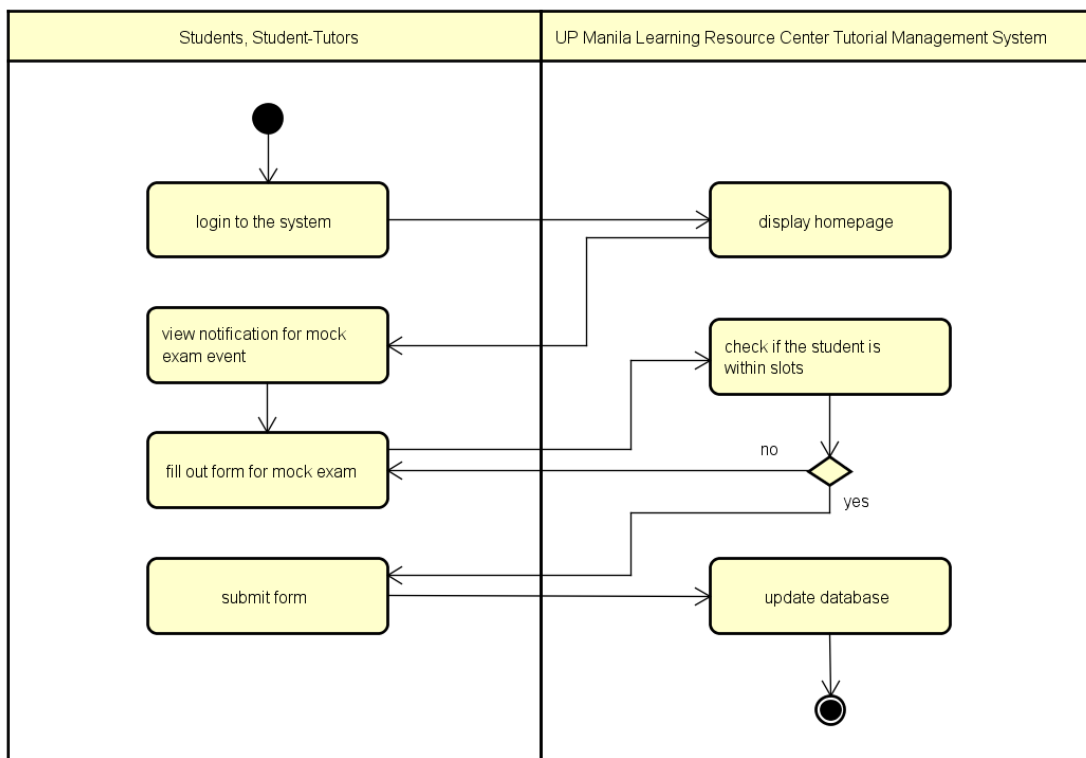 Students, Student-Tutors
UP Manila Learning Resource Center Tutorial Management System
login to the system
display homepage
view notification for mock
exam event
check if the student is
within slots
fill out form for mock exam
no
yes
submit form
update database